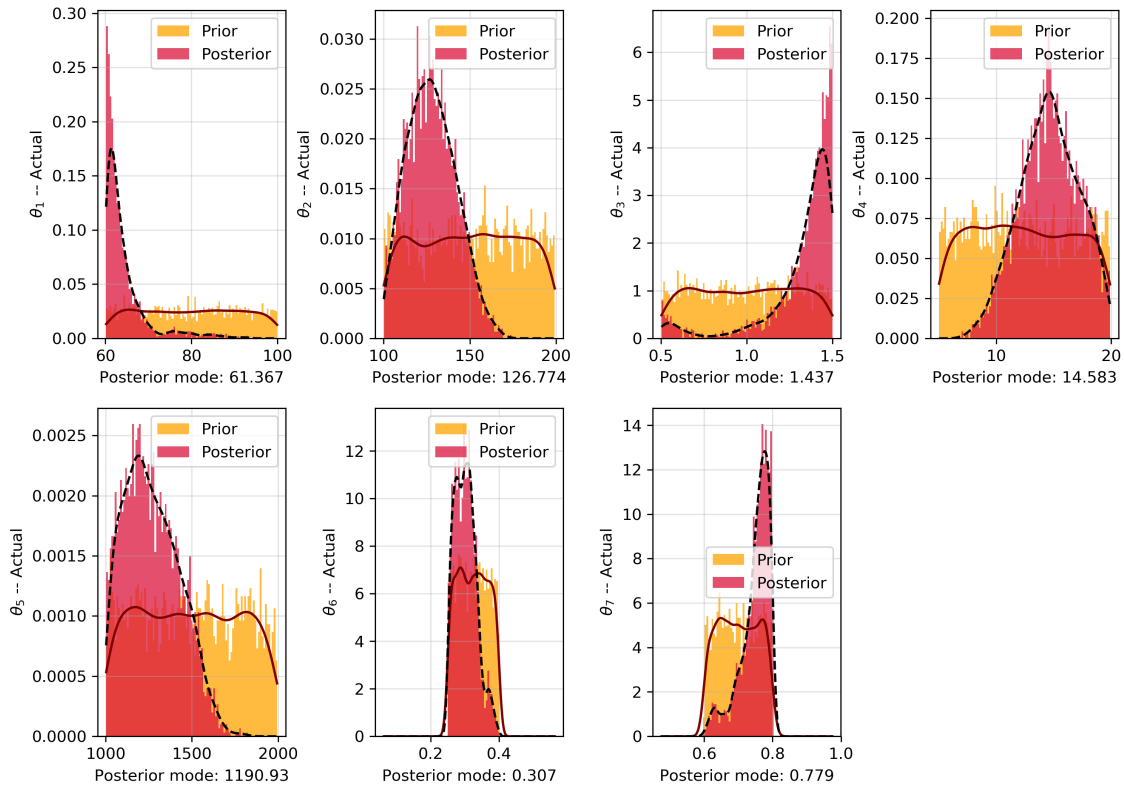 0.30
0.25
0.20
0.15
0.10
0.05
0.00
60
80
100
θ1 -- Actual
Prior
Posterior
Posterior mode: 61.367
0.030
0.025
0.020
0.015
0.010
0.005
0.000
100
150
200
θ2 -- Actual
Prior
Posterior
Posterior mode: 126.774
6
5
4
3
2
1
0
0.5
1.0
1.5
θ3 -- Actual
Prior
Posterior
Posterior mode: 1.437
0.200
0.175
0.150
0.125
0.100
0.075
0.050
0.025
0.000
10
20
θ4 -- Actual
Prior
Posterior
Posterior mode: 14.583
0.0025
0.0020
0.0015
0.0010
0.0005
0.0000
1000
1500
2000
θ5 -- Actual
Prior
Posterior
Posterior mode: 1190.93
12
10
8
6
4
2
0
0.2
0.4
θ6 -- Actual
Prior
Posterior
Posterior mode: 0.307
14
12
10
8
6
4
2
0
0.6
0.8
1.0
θ7 -- Actual
Prior
Posterior
Posterior mode: 0.779